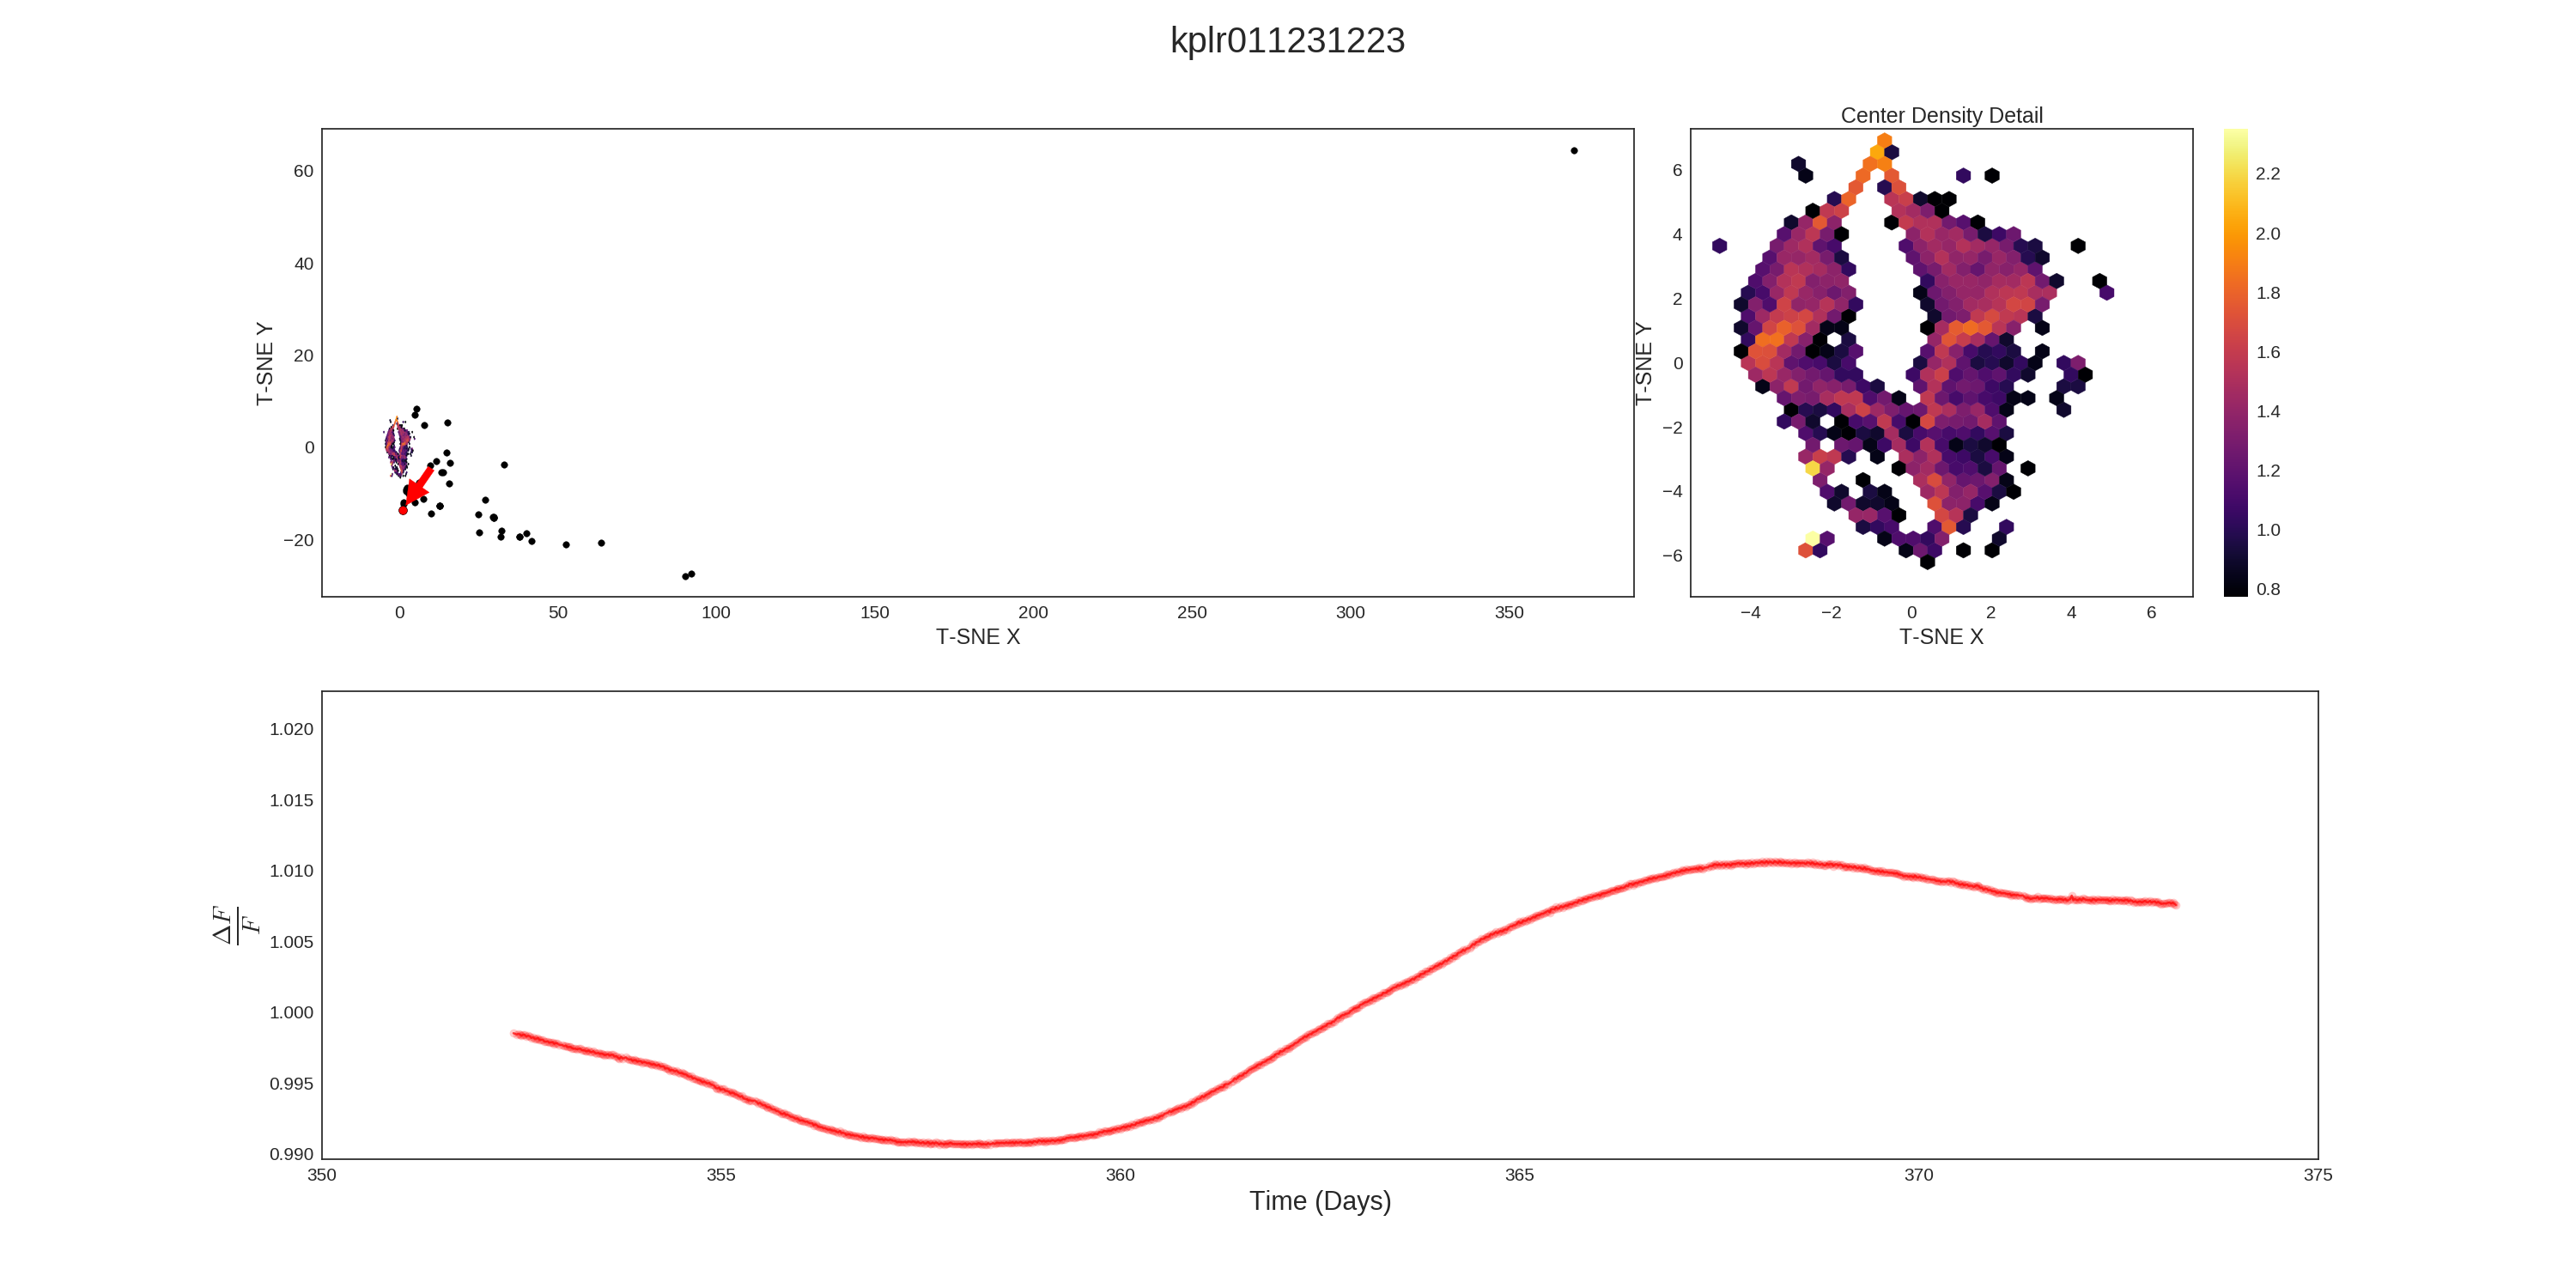 kplr011231223
Center Density Detail
60
40
20
0
−20
T-SNE Y
0 50 100 150 200 250 300 350
T-SNE X
6
4
2
0
−2
−4
−6
T-SNE Y
−4 −2 0 2 4 6
T-SNE X
2.2
2.0
1.8
1.6
1.4
1.2
1.0
0.8
1.020
1.015
1.010
1.005
1.000
0.995
0.990
ΔF
F
350 355 360 365 370 375
Time (Days)